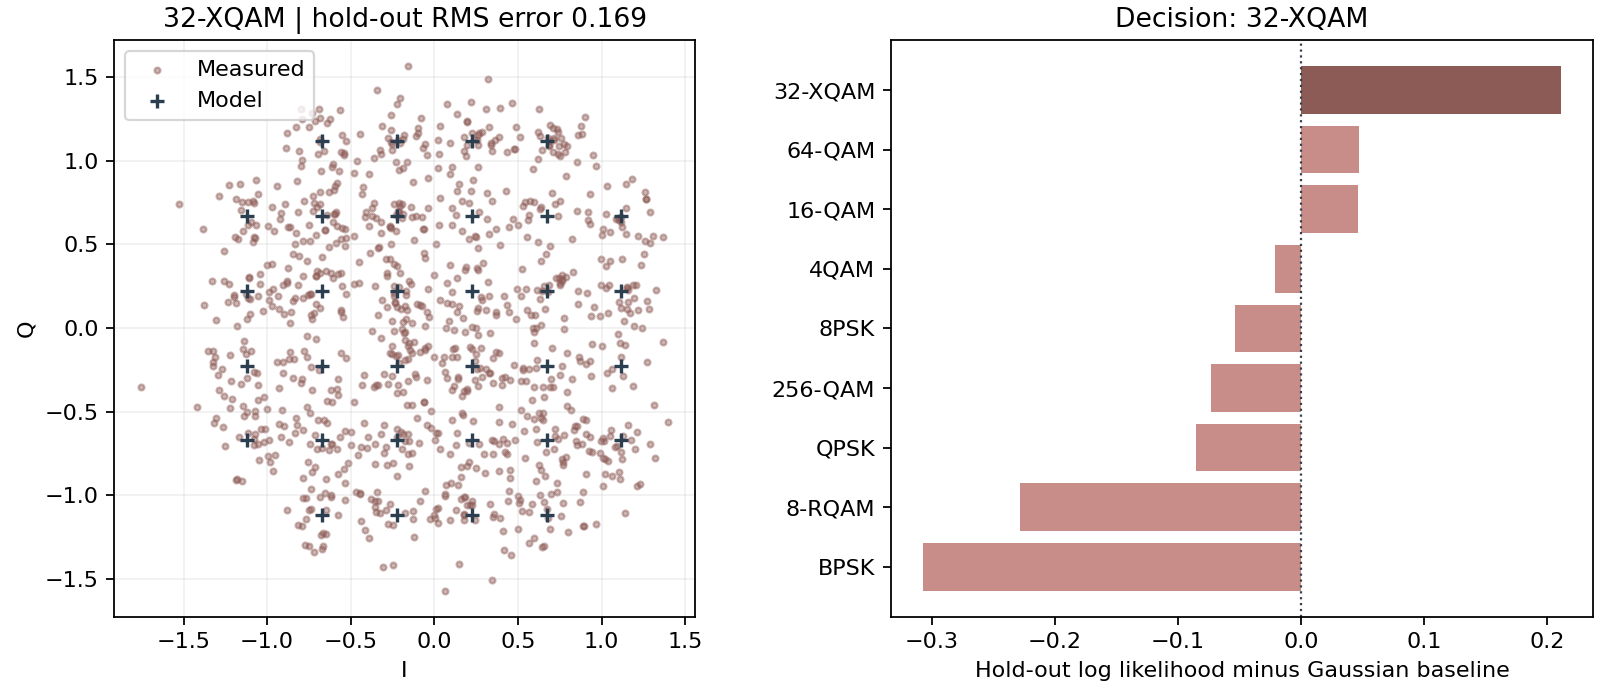 32-XQAM | hold-out RMS error 0.169
Measured
Model
1.5
1.0
0.5
0.0
−0.5
−1.0
−1.5
Q
−1.5
−1.0
−0.5
0.0
0.5
1.0
1.5
I
Decision: 32-XQAM
32-XQAM
64-QAM
16-QAM
4QAM
8PSK
256-QAM
QPSK
8-RQAM
BPSK
−0.3
−0.2
−0.1
0.0
0.1
0.2
Hold-out log likelihood minus Gaussian baseline